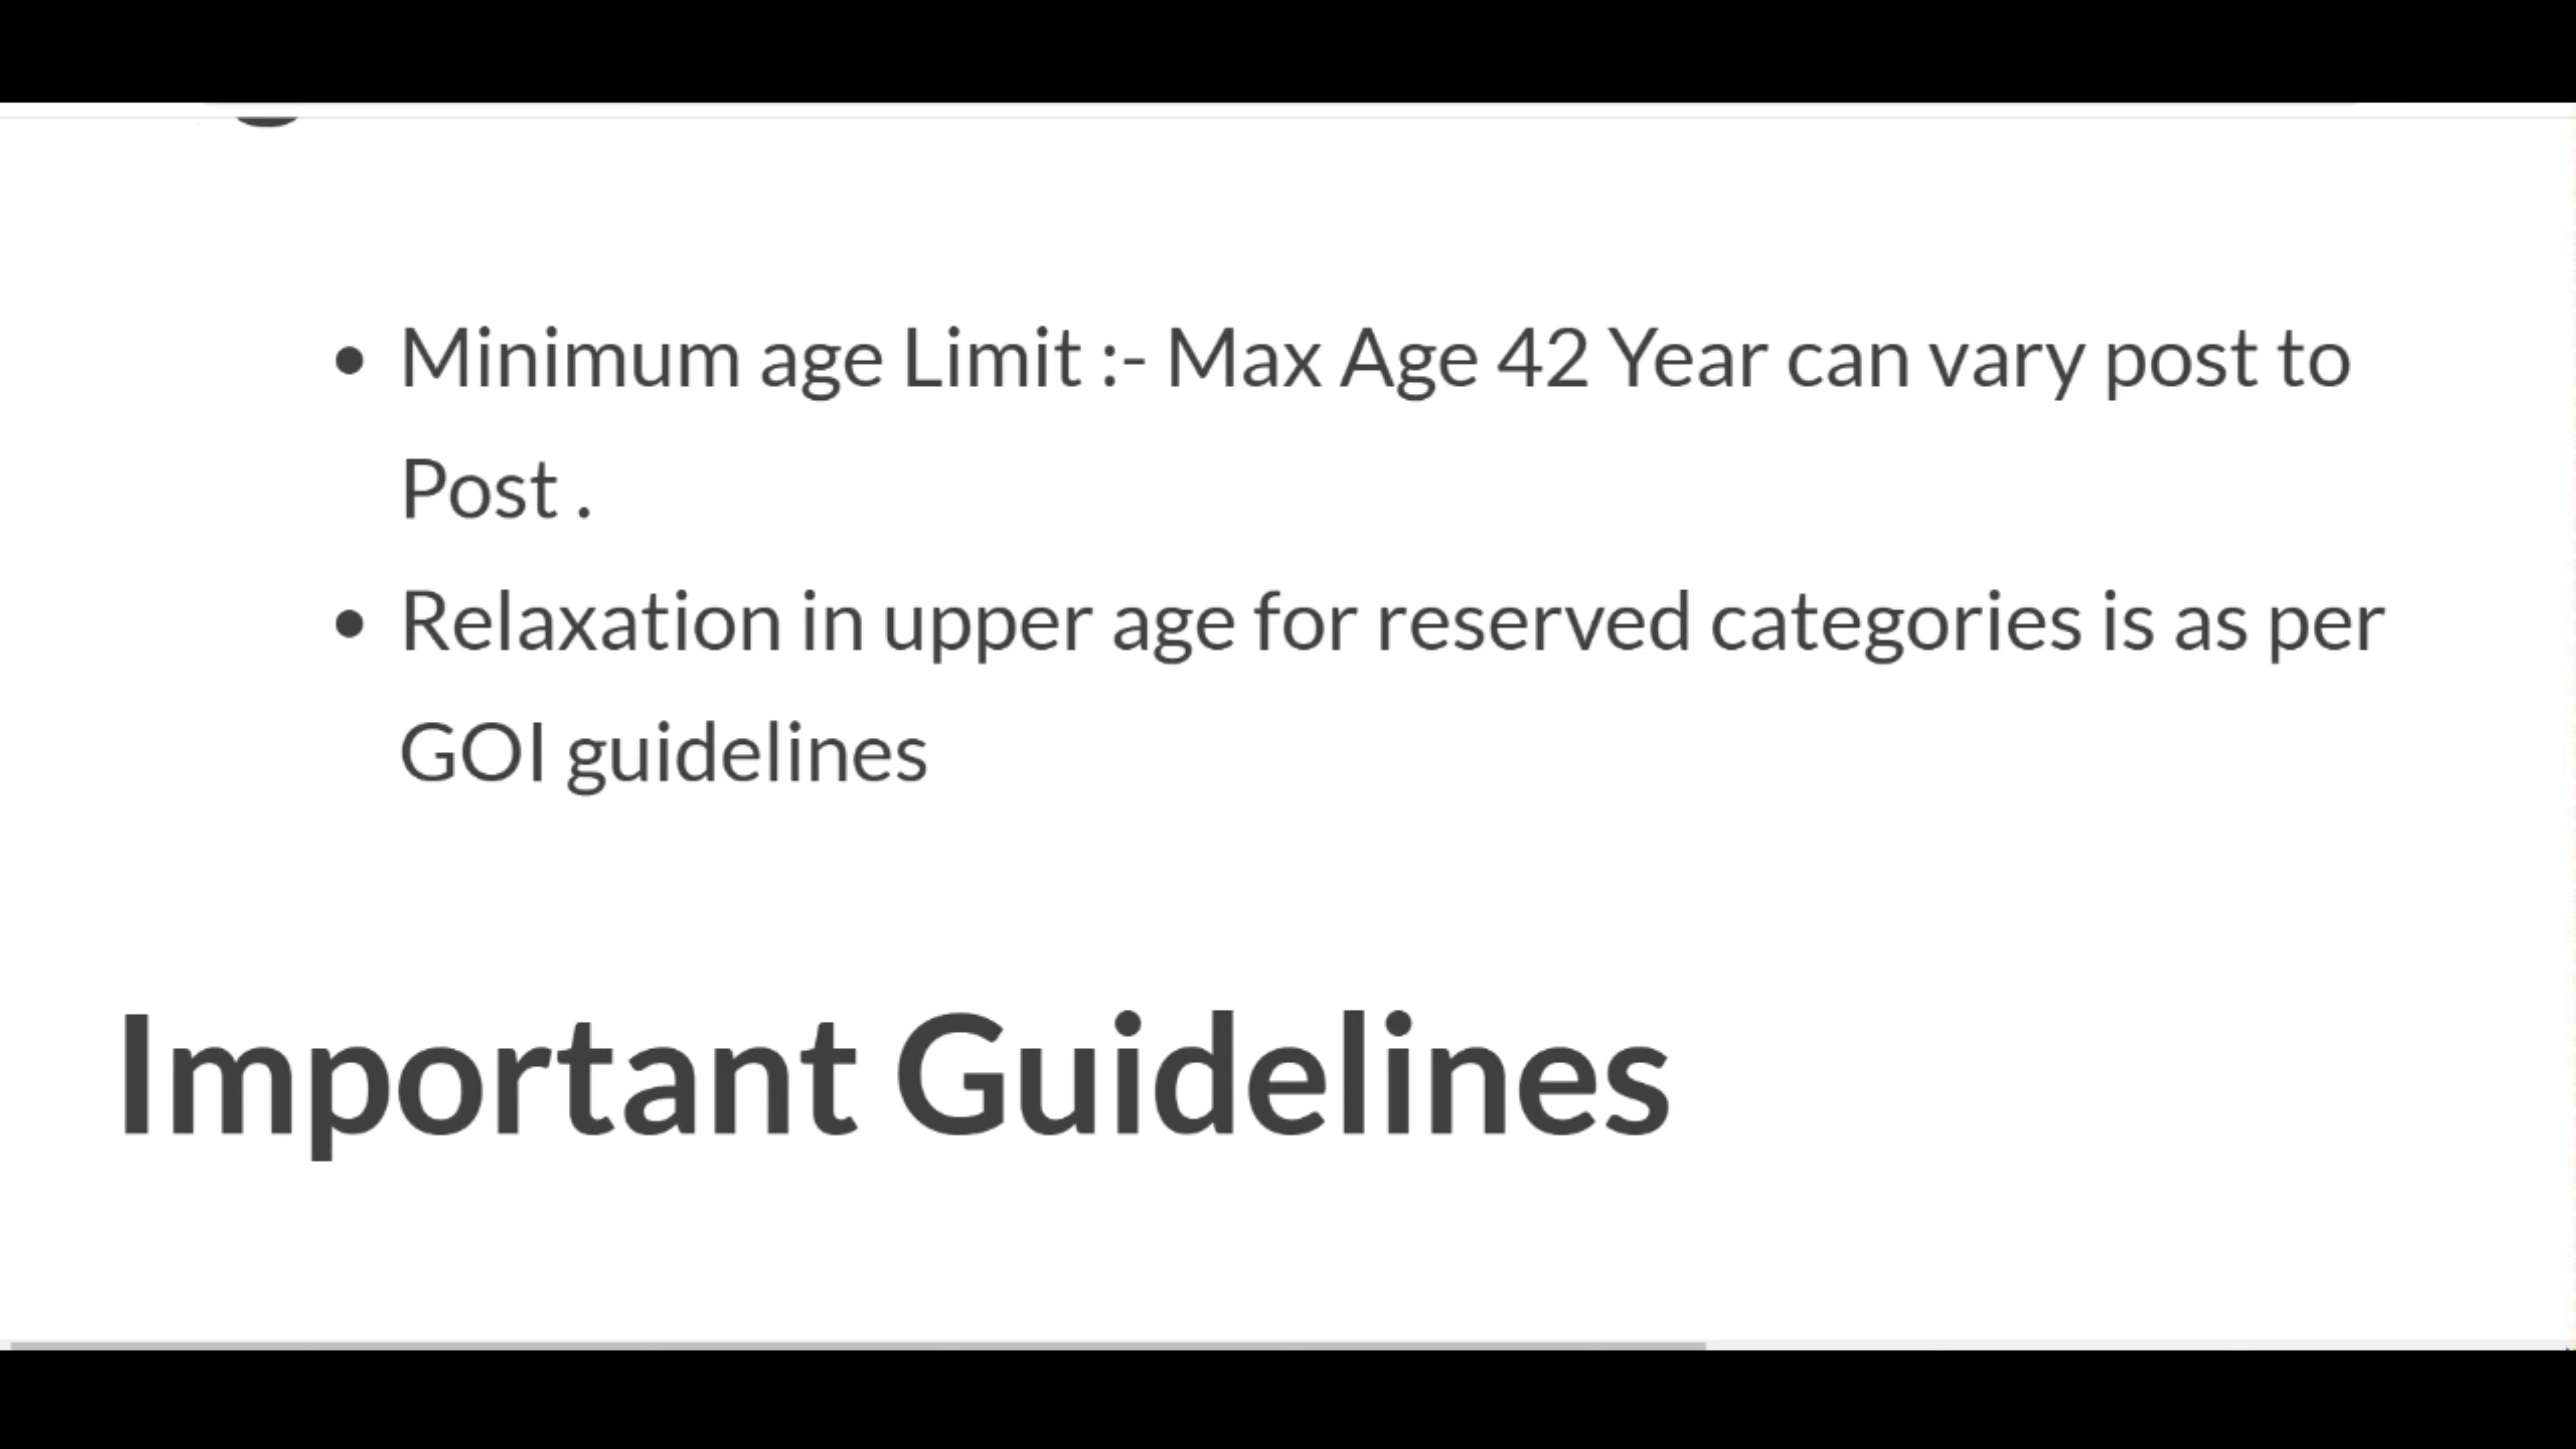 Minimum age Limit :- Max Age 42 Year can vary post to
Post .
Relaxation in upper age for reserved categories is as per
GOI guidelines
Important Guidelines